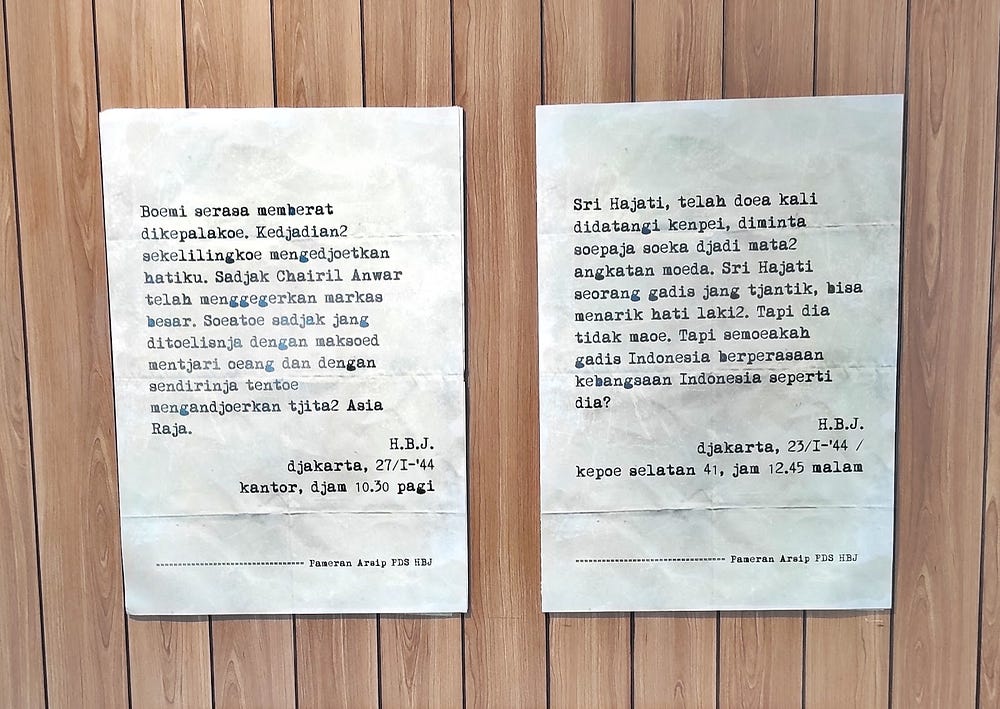 Boemi serasa memberat
dikepalakoe. Kedjadian2
sekelilingkoe mengedjoetkan
hatiku. Sadjak Chairil Anwar
telah menggegerkan markas
besar. Soeatoe sadjak jang
ditoelisnja dengan maksoed
mentjari oeang dan dengan
sendirinja tentoe
mengandjoerkan tjita2 Asia
Raja.
H.B.J.
djakarta, 27/I-'44
kantor, djam 10.30 pagi
-------------------------------- Pameran Arsip PDS HBJ
Sri Hajati, telah doea kali
didatangi kenpei, diminta
soepaja soeka djadi mata2
angkatan moeda. Sri Hajati
seorang gadis jang tjantik, bisa
menarik hati laki2. Tapi dia
tidak maoe. Tapi semoeakah
gadis Indonesia berperasaan
kebangsaan Indonesia seperti
dia?
H.B.J.
djakarta, 23/I-'44 /
kepoe selatan 41, jam 12.45 malam
-------------------------------- Pameran Arsip PDS HBJ